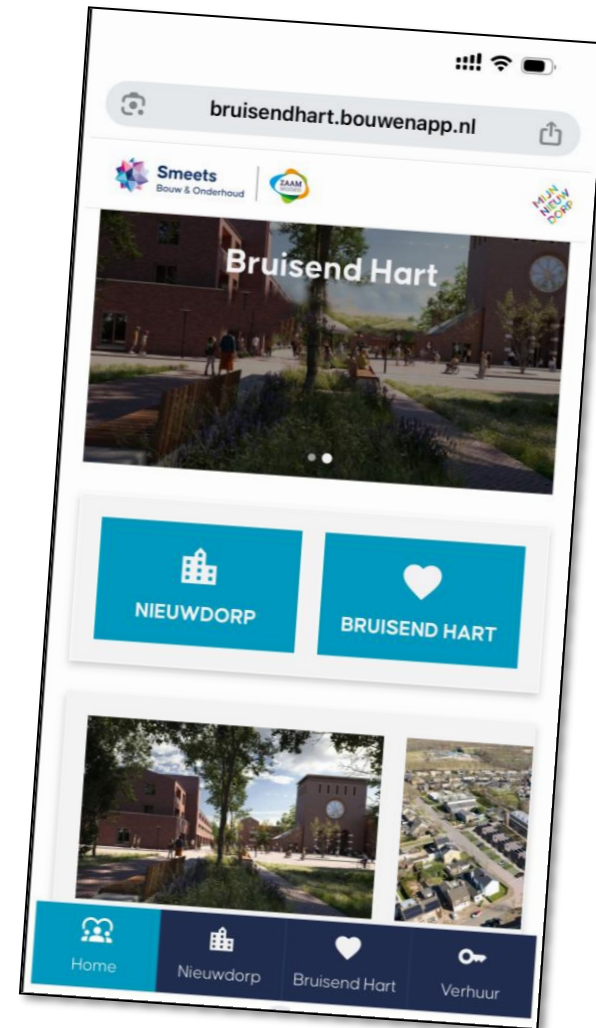 bruisendhart.bouwenapp.nl
Smeets
Bouw & Onderhoud
ZAAM
WONEN
MIJN
NIEUW
DORP
Bruisend Hart
NIEUWDORP
BRUISEND HART
Home
Nieuwdorp
Bruisend Hart
Verhuur